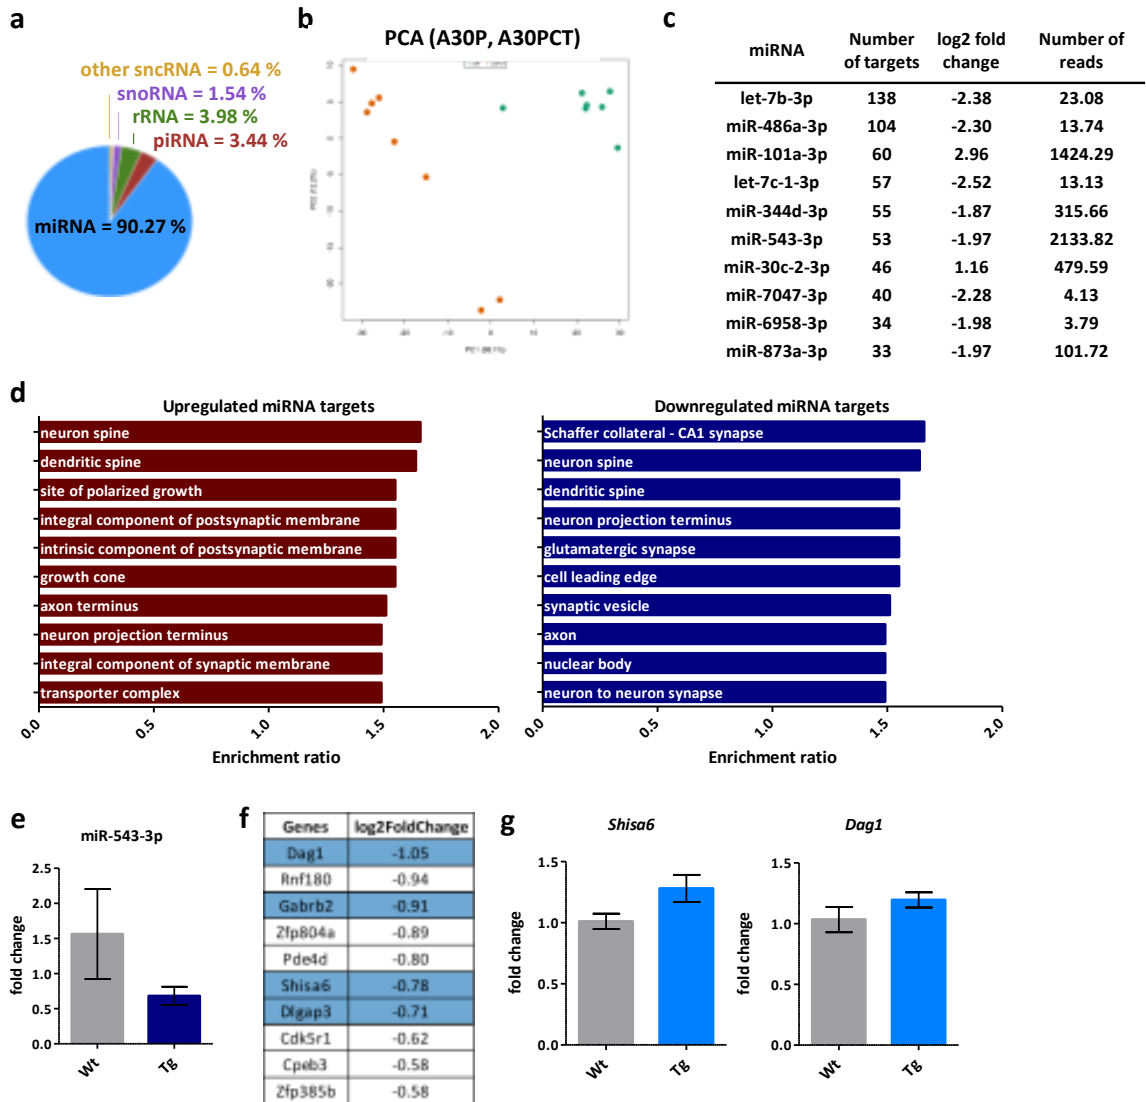 a
other sncRNA = 0.64 %
snoRNA = 1.54 %
rRNA = 3.98 %
piRNA = 3.44 %
miRNA = 90.27 %
b
PCA (A30P, A30PCT)
c
miRNA Number of targets log2 fold change Number of reads
let-7b-3p 138 -2.38 23.08
miR-486a-3p 104 -2.30 13.74
miR-101a-3p 60 2.96 1424.29
let-7c-1-3p 57 -2.52 13.13
miR-344d-3p 55 -1.87 315.66
miR-543-3p 53 -1.97 2133.82
miR-30c-2-3p 46 1.16 479.59
miR-7047-3p 40 -2.28 4.13
miR-6958-3p 34 -1.98 3.79
miR-873a-3p 33 -1.97 101.72
d
Upregulated miRNA targets
neuron spine
dendritic spine
site of polarized growth
integral component of postsynaptic membrane
intrinsic component of postsynaptic membrane
growth cone
axon terminus
neuron projection terminus
integral component of synaptic membrane
transporter complex
0.0 0.5 1.0 1.5 2.0
Enrichment ratio
Downregulated miRNA targets
Schaffer collateral - CA1 synapse
neuron spine
dendritic spine
neuron projection terminus
glutamatergic synapse
cell leading edge
synaptic vesicle
axon
nuclear body
neuron to neuron synapse
0.0 0.5 1.0 1.5 2.0
Enrichment ratio
e
miR-543-3p
fold change
2.5
2.0
1.5
1.0
0.5
0.0
Wt Tg
f
Genes log2FoldChange
Dag1 -1.05
Rnf180 -0.94
Gabrb2 -0.91
Zfp804a -0.89
Pde4d -0.80
Shisa6 -0.78
Dlgap3 -0.71
Cdk5r1 -0.62
Cpeb3 -0.58
Zfp385b -0.58
g
Shisa6
fold change
1.5
1.0
0.5
0.0
Wt Tg
Dag1
fold change
1.5
1.0
0.5
0.0
Wt Tg